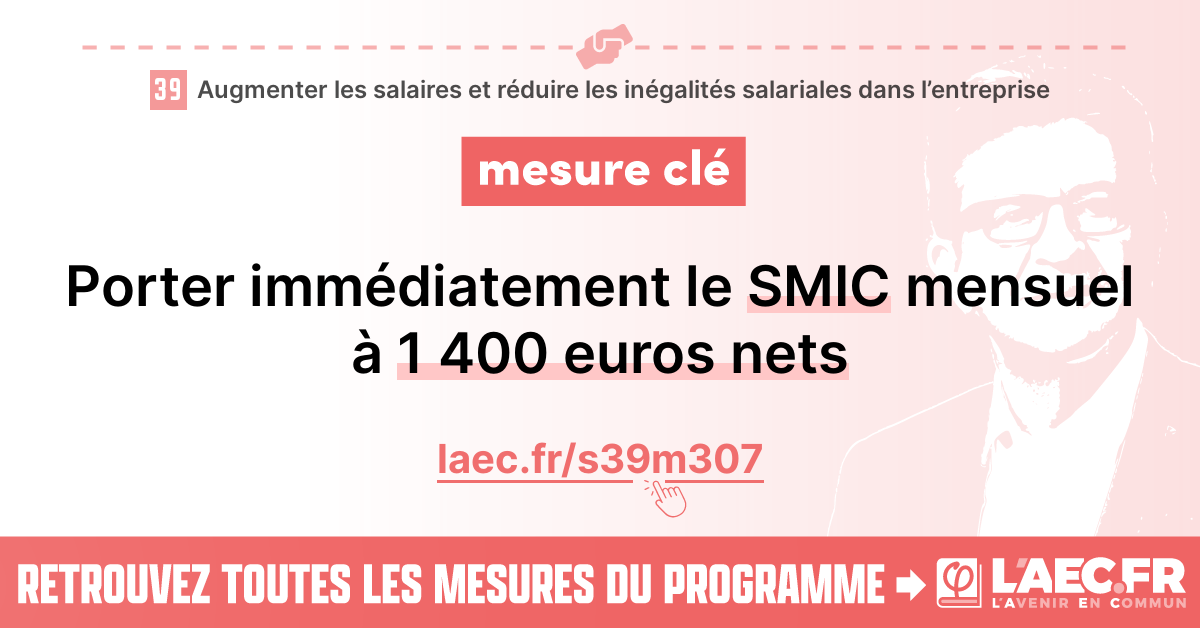 39 Augmenter les salaires et réduire les inégalités salariales dans l’entreprise
mesure clé
Porter immédiatement le SMIC mensuel
à 1 400 euros nets
laec.fr/s39m307
RETROUVEZ TOUTES LES MESURES DU PROGRAMME
φ L'AEC.FR
L'AVENIR EN COMMUN